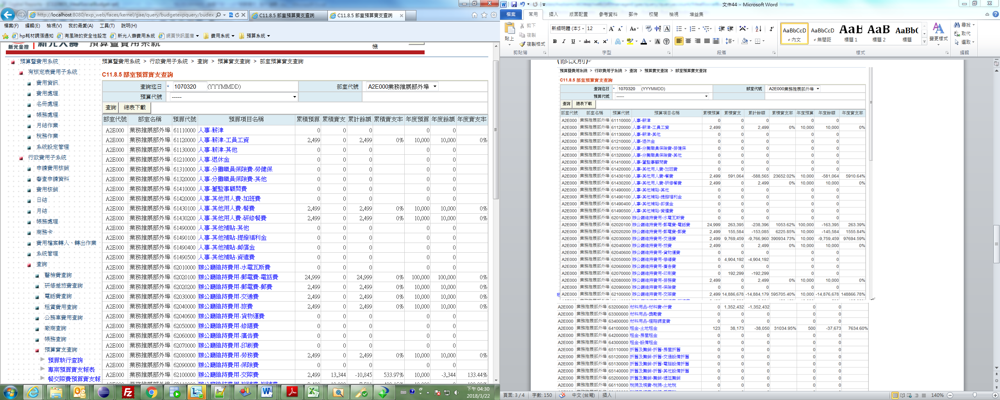 http://localhost:8080/exp_web/faces/kernel/gae/query/budgetexpquery/budex
C11.8.5 部室預算實支查詢
C11.8.5 部室預算實支查詢
檔案(F) 編輯(E) 檢視(V) 我的最愛(A) 工具(T) 說明(H)
hp耗材調漲通知 有風險的安全性設定 新光人壽費用系統 網頁快訊圖庫 費用系統 預算系統
新光金控 新光人壽 預算暨費用系統
機
預算暨費用系統
有核定表費用子系統
費用資訊
費用處理
名冊處理
帳務處理
月結作業
稅務作業
系統設定管理
行政費用子系統
申請費用核銷
審查申請資料
費用核銷
日結
月結
帳務處理
商務卡
費用檔案轉入、轉出作業
系統管理
查詢
醫檢費查詢
研修差旅費查詢
電話費查詢
租賃費用查詢
公務車費用查詢
廠商查詢
帳務查詢
預算實支查詢
預算執行查詢
專案預算實支報表
餐交際費預算實支報
預算暨費用系統 > 行政費用子系統 > 查詢 > 預算實支查詢 > 部室預算實支查詢
C11.8.5 部室預算實支查詢
查詢迄日 * 1070320 (YYYMMDD) 部室代號 A2E000業務推展部外埠
預算代號 -----
查詢 總表下載
部室代號 部室名稱 預算代號 預算項目名稱 累積預算 累積實支 累計餘額 累積實支率 年度預算 年度餘額 年度實支率
A2E000 業務推展部外埠 61110000 人事-薪津 0 0 0 0 0
A2E000 業務推展部外埠 61120000 人事-薪津-工員工資 2,499 0 2,499 0% 10,000 10,000 0%
A2E000 業務推展部外埠 61130000 人事-薪津-其他 0 0 0 0 0
A2E000 業務推展部外埠 61210000 人事-退休金 0 0 0 0 0
A2E000 業務推展部外埠 61310000 人事-分攤職員保險費-勞健保 0 0 0 0 0
A2E000 業務推展部外埠 61320000 人事-分攤職員保險費-其他 0 0 0 0 0
A2E000 業務推展部外埠 61410000 人事-董監事顧問費 0 0 0 0 0
A2E000 業務推展部外埠 61420000 人事-其他用人費-加班費 0 0 0 0 0
A2E000 業務推展部外埠 61430100 人事-其他用人費-餐費 2,499 0 2,499 0% 10,000 10,000 0%
A2E000 業務推展部外埠 61430200 人事-其他用人費-研修餐費 2,499 0 2,499 0% 10,000 10,000 0%
A2E000 業務推展部外埠 61490000 人事-其他補貼-其他 0 0 0 0 0
A2E000 業務推展部外埠 61490100 人事-其他補貼-提撥福利金 0 0 0 0 0
A2E000 業務推展部外埠 61490400 人事-其他補貼-卹償金 0 0 0 0 0
A2E000 業務推展部外埠 61490500 人事-其他補貼-資遣費 0 0 0 0 0
A2E000 業務推展部外埠 62010000 辦公廳維持費用-水電瓦斯費 0 0 0 0 0
A2E000 業務推展部外埠 62020100 辦公廳維持費用-郵電費-電話費 24,999 0 24,999 0% 100,000 100,000 0%
A2E000 業務推展部外埠 62020200 辦公廳維持費用-郵電費-郵費 2,499 0 2,499 0% 10,000 10,000 0%
A2E000 業務推展部外埠 62030000 辦公廳維持費用-交通費 2,499 0 2,499 0% 10,000 10,000 0%
A2E000 業務推展部外埠 62040000 辦公廳維持費用-旅費 2,499 0 2,499 0% 10,000 10,000 0%
A2E000 業務推展部外埠 62040600 辦公廳維持費用-貨物運費 0 0 0 0 0
A2E000 業務推展部外埠 62050000 辦公廳維持費用-修繕費 0 0 0 0 0
A2E000 業務推展部外埠 62060000 辦公廳維持費用-廣告費 0 0 0 0 0
A2E000 業務推展部外埠 62070000 辦公廳維持費用-印刷費 0 0 0 0 0
A2E000 業務推展部外埠 62080000 辦公廳維持費用-勞務費 2,499 0 2,499 0% 10,000 10,000 0%
A2E000 業務推展部外埠 62090000 辦公廳維持費用-保險費 0 0 0 0 0
A2E000 業務推展部外埠 62100000 辦公廳維持費用-交際費 2,499 13,344 -10,845 533.97% 10,000 -3,344 133.44%
下午 04:30
2018/3/22
文件44 - Microsoft Word
檔案 常用 插入 版面配置 參考資料 郵件 校閱 檢視 增益集
貼上 剪下 複製 複製格式 剪貼簿
新細明體 (本文 12 字型
段落
AaBbCcD 內文 AaBbCcD 無間距 AaB 標題 1 AaB 標題 2 AaBb( 標題 變更樣式 樣式
尋找 取代 選取 編輯
(修改前)
預算暨費用系統 > 行政費用子系統 > 查詢 > 預算實支查詢 > 部室預算實支查詢
C11.8.5 部室預算實支查詢
查詢迄日 * 1070320 (YYYMMDD) 部室代號 A2E000業務推展部外埠
預算代號 -----
查詢 總表下載
部室代號 部室名稱 預算代號 預算項目名稱 累積預算 累積實支 累計餘額 累積實支率 年度預算 年度餘額 年度實支率
A2E000 業務推展部外埠 61110000 人事-薪津 0 0 0 0 0
A2E000 業務推展部外埠 61120000 人事-薪津-工員工資 2,499 0 2,499 0% 10,000 10,000 0%
A2E000 業務推展部外埠 61130000 人事-薪津-其他 0 0 0 0 0
A2E000 業務推展部外埠 61210000 人事-退休金 0 0 0 0 0
A2E000 業務推展部外埠 61310000 人事-分攤職員保險費-勞健保 0 0 0 0 0
A2E000 業務推展部外埠 61320000 人事-分攤職員保險費-其他 0 0 0 0 0
A2E000 業務推展部外埠 61410000 人事-董監事顧問費 0 0 0 0 0
A2E000 業務推展部外埠 61420000 人事-其他用人費-加班費 0 0 0 0 0
A2E000 業務推展部外埠 61430100 人事-其他用人費-餐費 2,499 591,064 -588,565 23652.02% 10,000 -581,064 5910.64%
A2E000 業務推展部外埠 61430200 人事-其他用人費-研修餐費 2,499 0 2,499 0% 10,000 10,000 0%
A2E000 業務推展部外埠 61490000 人事-其他補貼-其他 0 0 0 0 0
A2E000 業務推展部外埠 61490100 人事-其他補貼-提撥福利金 0 0 0 0 0
A2E000 業務推展部外埠 61490400 人事-其他補貼-卹償金 0 0 0 0 0
A2E000 業務推展部外埠 61490500 人事-其他補貼-資遣費 0 0 0 0 0
A2E000 業務推展部外埠 62010000 辦公廳維持費用-水電瓦斯費 0 0 0 0 0
A2E000 業務推展部外埠 62020100 辦公廳維持費用-郵電費-電話費 24,999 263,395 -238,396 1053.62% 100,000 -163,395 263.39%
A2E000 業務推展部外埠 62020200 辦公廳維持費用-郵電費-郵費 2,499 155,584 -153,085 6225.85% 10,000 -145,584 1555.84%
A2E000 業務推展部外埠 62030000 辦公廳維持費用-交通費 2,499 9,769,459 -9,766,960 390934.73% 10,000 -9,759,459 97694.59%
A2E000 業務推展部外埠 62040000 辦公廳維持費用-旅費 2,499 0 2,499 0% 10,000 10,000 0%
A2E000 業務推展部外埠 62040600 辦公廳維持費用-貨物運費 0 0 0 0 0
A2E000 業務推展部外埠 62050000 辦公廳維持費用-修繕費 0 4,904,192 -4,904,192 0 0
A2E000 業務推展部外埠 62060000 辦公廳維持費用-廣告費 0 0 0 0 0
A2E000 業務推展部外埠 62070000 辦公廳維持費用-印刷費 0 192,299 -192,299 0 0
A2E000 業務推展部外埠 62080000 辦公廳維持費用-勞務費 2,499 0 2,499 0% 10,000 10,000 0%
A2E000 業務推展部外埠 62090000 辦公廳維持費用-保險費 0 0 0 0 0
A2E000 業務推展部外埠 62100000 辦公廳維持費用-交際費 2,499 14,886,678 -14,884,179 595705.40% 10,000 -14,876,678 148866.78%
A2E000 業務推展部外埠 63200600 材料用品-材料費-什費 0 1,352,432 -1,352,432 0 0
A2E000 業務推展部外埠 63300000 材料用品-獎勵費 0 0 0 0 0
A2E000 業務推展部外埠 63400000 材料用品-理賠調查費 0 0 0 0 0
A2E000 業務推展部外埠 64100000 租金-土地租金 123 38,173 -38,050 31034.95% 500 -37,673 7634.60%
A2E000 業務推展部外埠 64200000 租金-房屋租金 0 0 0 0 0
A2E000 業務推展部外埠 64300000 租金-設備租金 0 0 0 0 0
A2E000 業務推展部外埠 65110000 折舊及攤銷-折舊-房屋折舊 0 0 0 0 0
A2E000 業務推展部外埠 65120000 折舊及攤銷-折舊-交通設備折舊 0 0 0 0 0
A2E000 業務推展部外埠 65130000 折舊及攤銷-折舊-電腦設備折舊 0 0 0 0 0
A2E000 業務推展部外埠 65140000 折舊及攤銷-折舊-其他設備折舊 0 0 0 0 0
A2E000 業務推展部外埠 65200000 折舊及攤銷-攤銷-遞延攤銷 0 0 0 0 0
A2E000 業務推展部外埠 66110000 稅捐及規費-稅捐-土地稅 0 0 0 0 0
頁面: 3 / 4 字數: 150 中文 (台灣) 插入 140%